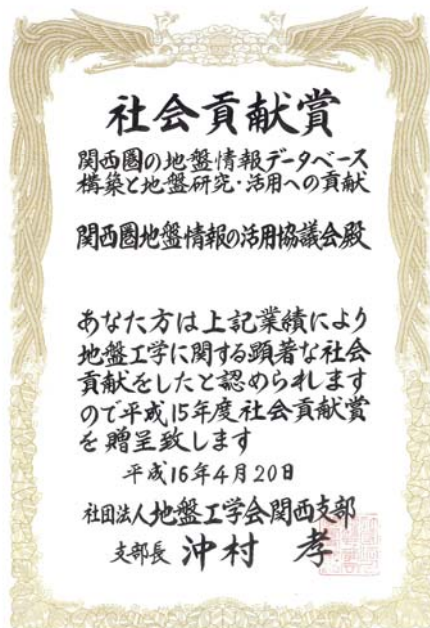 社会貢献賞
関西圏の地盤情報データベース
構築と地盤研究・活用への貢献
関西圏地盤情報の活用協議会殿
あなた方は上記業績により
地盤工学に関する顕著な社会
貢献をしたと認められます
ので平成15年度社会貢献賞
を贈呈致します
平成16年4月20日
社団法人地盤工学会関西支部
支部長 沖村 孝